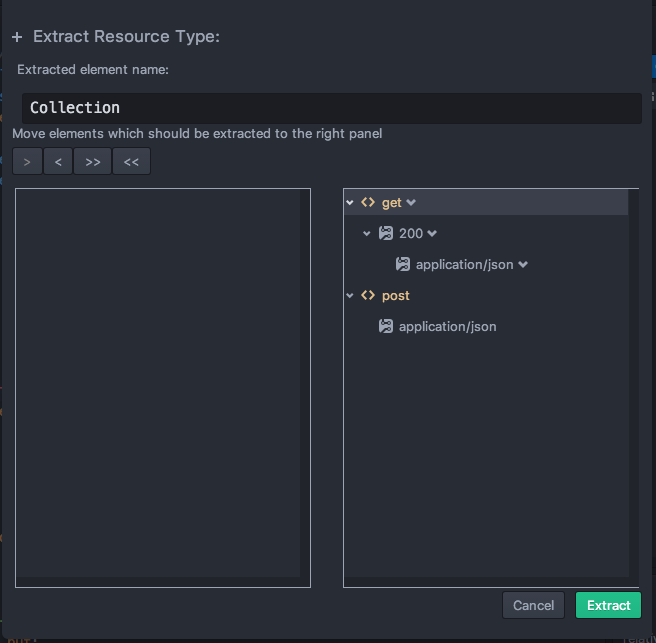 + Extract Resource Type:
Extracted element name:
Collection
Move elements which should be extracted to the right panel
> < >> <<
<> get
200
application/json
<> post
application/json
Cancel Extract